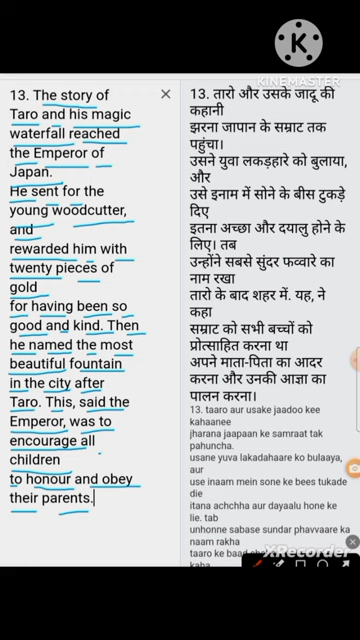 K
KINEMASTER
13. The story of
Taro and his magic
waterfall reached
the Emperor of
Japan.
He sent for the
young woodcutter,
and
rewarded him with
twenty pieces of
gold
for having been so
good and kind. Then
he named the most
beautiful fountain
in the city after
Taro. This, said the
Emperor, was to
encourage all
children
to honour and obey
their parents.
13. तारो और उसके जादू की
कहानी
झरना जापान के सम्राट तक
पहुंचा।
उसने युवा लकड़हारे को बुलाया,
और
उसे इनाम में सोने के बीस टुकड़े
दिए
इतना अच्छा और दयालु होने के
लिए। तब
उन्होंने सबसे सुंदर फव्वारे का
नाम रखा
तारो के बाद शहर में. यह, ने
कहा
सम्राट को सभी बच्चों को
प्रोत्साहित करना था
अपने माता-पिता का आदर
करना और उनकी आज्ञा का
पालन करना।
13. taaro aur usake jaadoo kee
kahaanee
jharana jaapaan ke samraat tak
pahuncha.
usane yuva lakadahaare ko bulaaya,
aur
use inaam mein sone ke bees tukade
die
itana achchha aur dayaalu hone ke
lie. tab
unhonne sabase sundar phavvaare ka
naam rakha
taaro ke baad
kaha
XRecorder